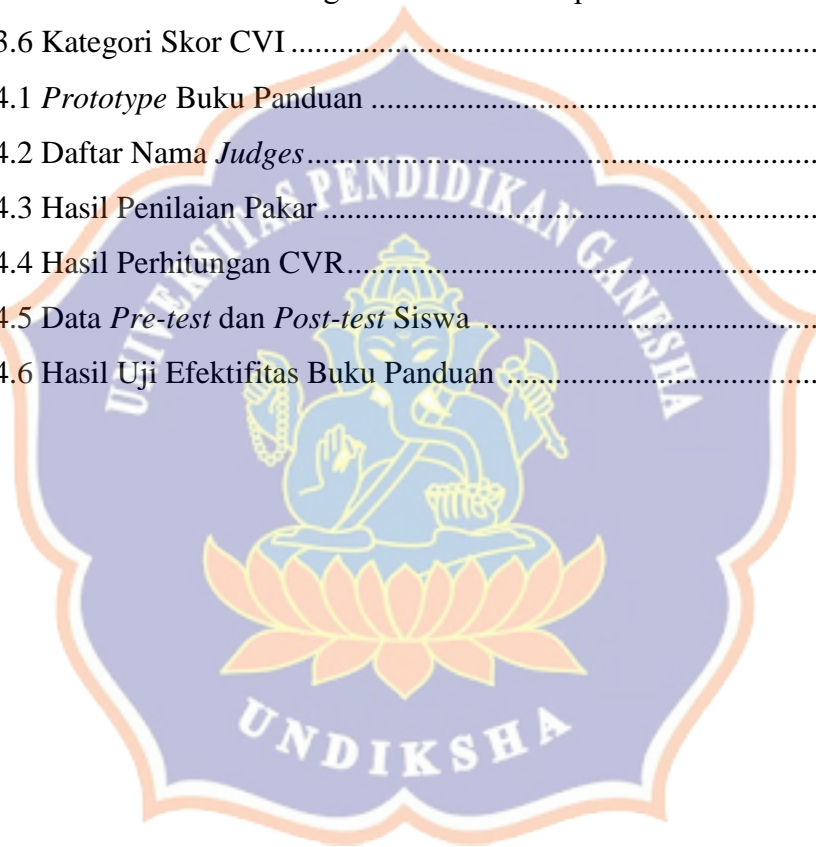 3.6 Kategori Skor CVI ................................................................
4.1 Prototype Buku Panduan ......................................................
4.2 Daftar Nama Judges ..............................................................
4.3 Hasil Penilaian Pakar ............................................................
4.4 Hasil Perhitungan CVR.........................................................
4.5 Data Pre-test dan Post-test Siswa .........................................
4.6 Hasil Uji Efektifitas Buku Panduan ......................................
UNIVERSITAS PENDIDIKAN GANESHA
UNDIKSHA